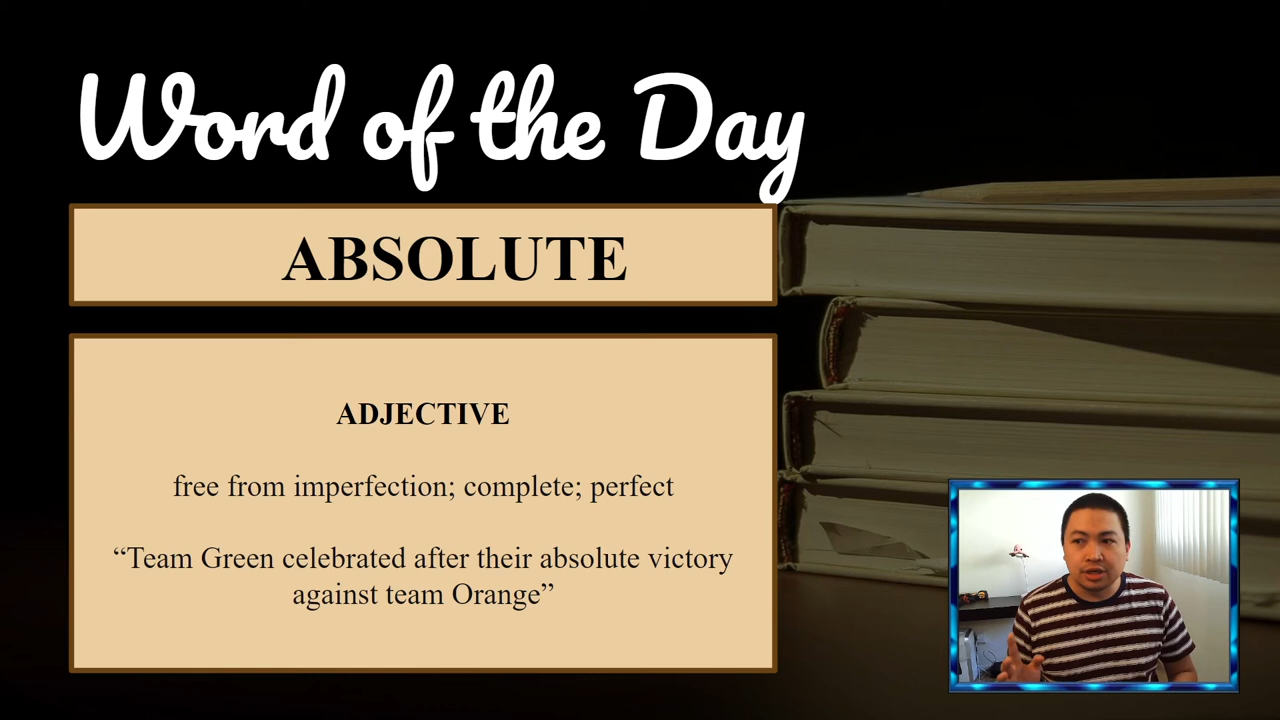 Word of the Day
ABSOLUTE
ADJECTIVE
free from imperfection; complete; perfect
“Team Green celebrated after their absolute victory
against team Orange”